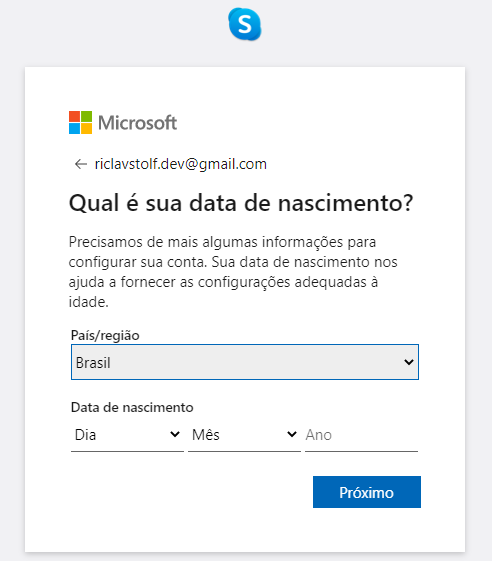 S
Microsoft
← riclavstolf.dev@gmail.com
Qual é sua data de nascimento?
Precisamos de mais algumas informações para
configurar sua conta. Sua data de nascimento nos
ajuda a fornecer as configurações adequadas à
idade.
País/região
Brasil
Data de nascimento
Dia Mês Ano
Próximo